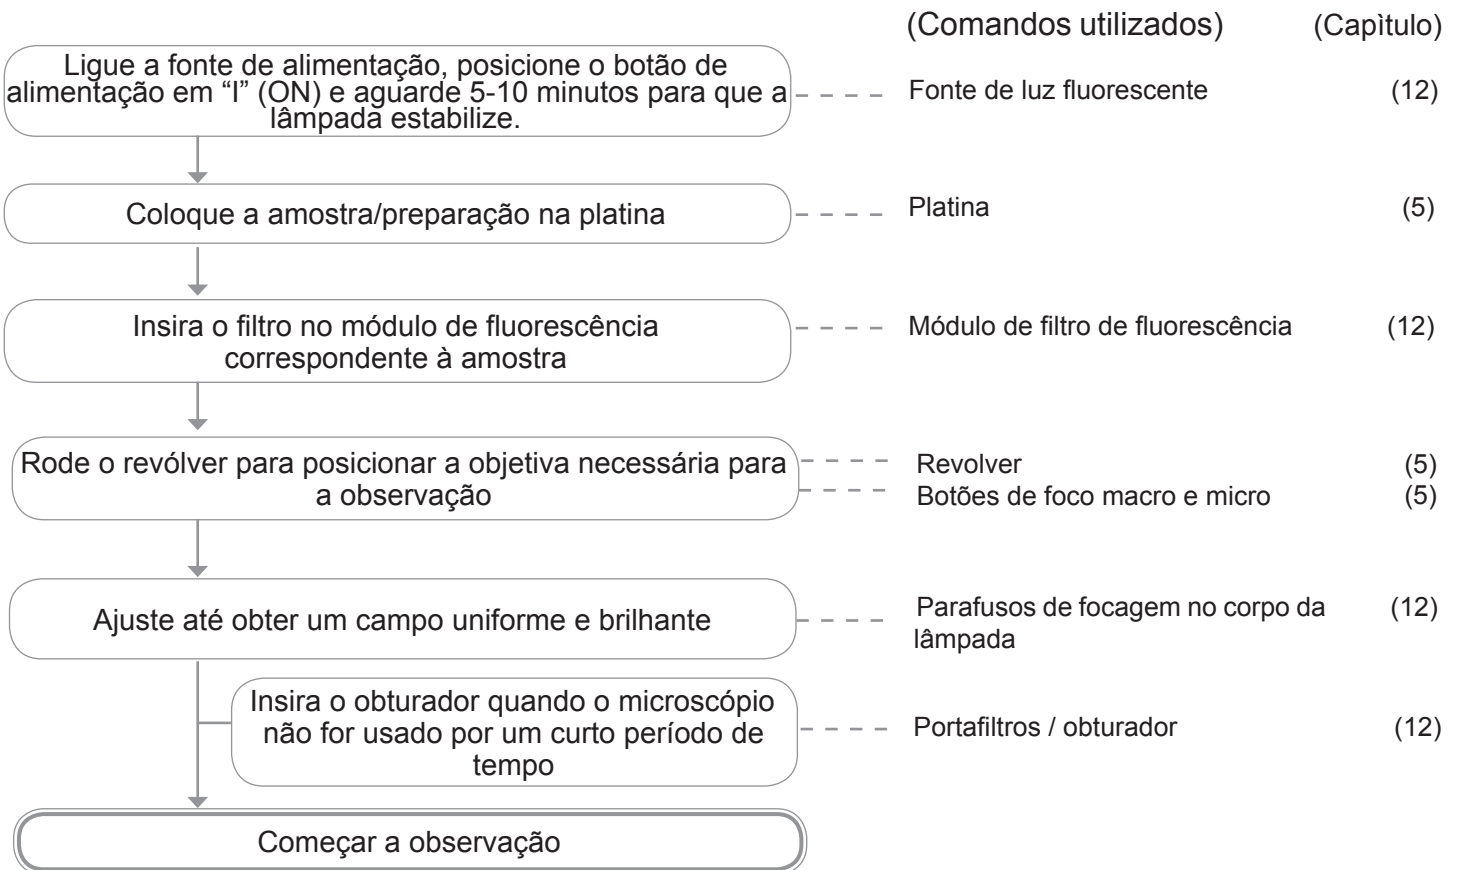 (Comandos utilizados) (Capìtulo)
Ligue a fonte de alimentação, posicione o botão de
alimentação em “I” (ON) e aguarde 5-10 minutos para que a
lâmpada estabilize.
Fonte de luz fluorescente (12)
Coloque a amostra/preparação na platina
Platina (5)
Insira o filtro no módulo de fluorescência
correspondente à amostra
Módulo de filtro de fluorescência (12)
Rode o revólver para posicionar a objetiva necessária para
a observação
Revolver (5)
Botões de foco macro e micro (5)
Ajuste até obter um campo uniforme e brilhante
Parafusos de focagem no corpo da (12)
lâmpada
Insira o obturador quando o microscópio
não for usado por um curto período de
tempo
Portafiltros / obturador (12)
Começar a observação